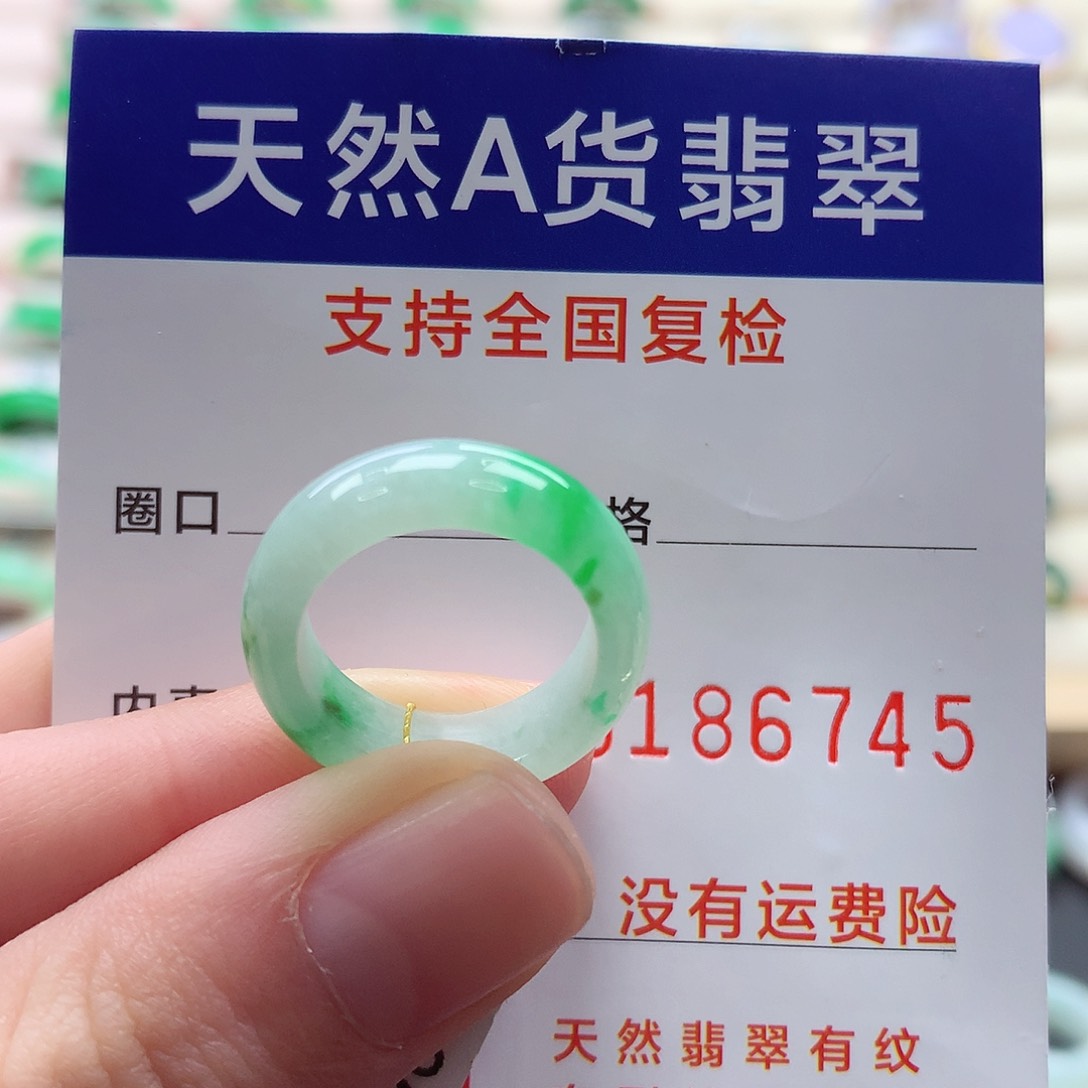 天然A货翡翠
支持全国复检
圈口 格
内
186745
没有运费险
天然翡翠有纹